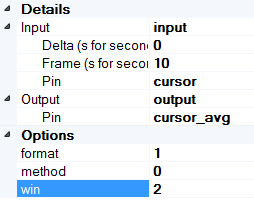 Details
Input input
Delta (s for secon 0
Frame (s for secon 10
Pin cursor
Output output
Pin cursor_avg
Options
format 1
method 0
win 2